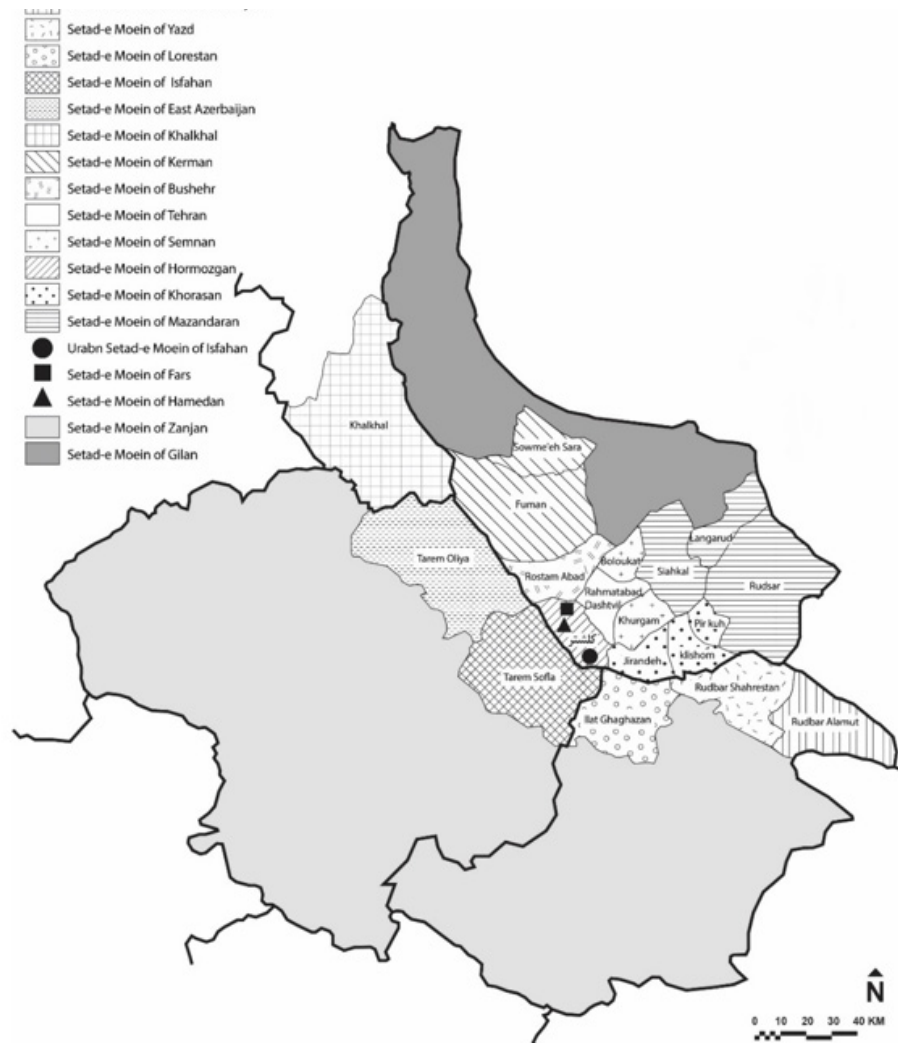 Setad-e Moein of Yazd
Setad-e Moein of Lorestan
Setad-e Moein of Isfahan
Setad-e Moein of East Azerbaijan
Setad-e Moein of Khalkhal
Setad-e Moein of Kerman
Setad-e Moein of Bushehr
Setad-e Moein of Tehran
Setad-e Moein of Semnan
Setad-e Moein of Hormozgan
Setad-e Moein of Khorasan
Setad-e Moein of Mazandaran
Urabn Setad-e Moein of Isfahan
Setad-e Moein of Fars
Setad-e Moein of Hamedan
Setad-e Moein of Zanjan
Setad-e Moein of Gilan
Khalkhal
Sowme'eh Sara
Fuman
Langarud
Tarem Oliya
Boloukat
Siahkal
Rostam Abad
Rudsar
Rahmatabad,
Dashtvil
Khurgam
Pir kuh
Jirandeh
klishom
Tarem Sofla
Rudbar Shahrestan
Ilat Ghaghazan
Rudbar Alamut
N
0 10 20 30 40 KM